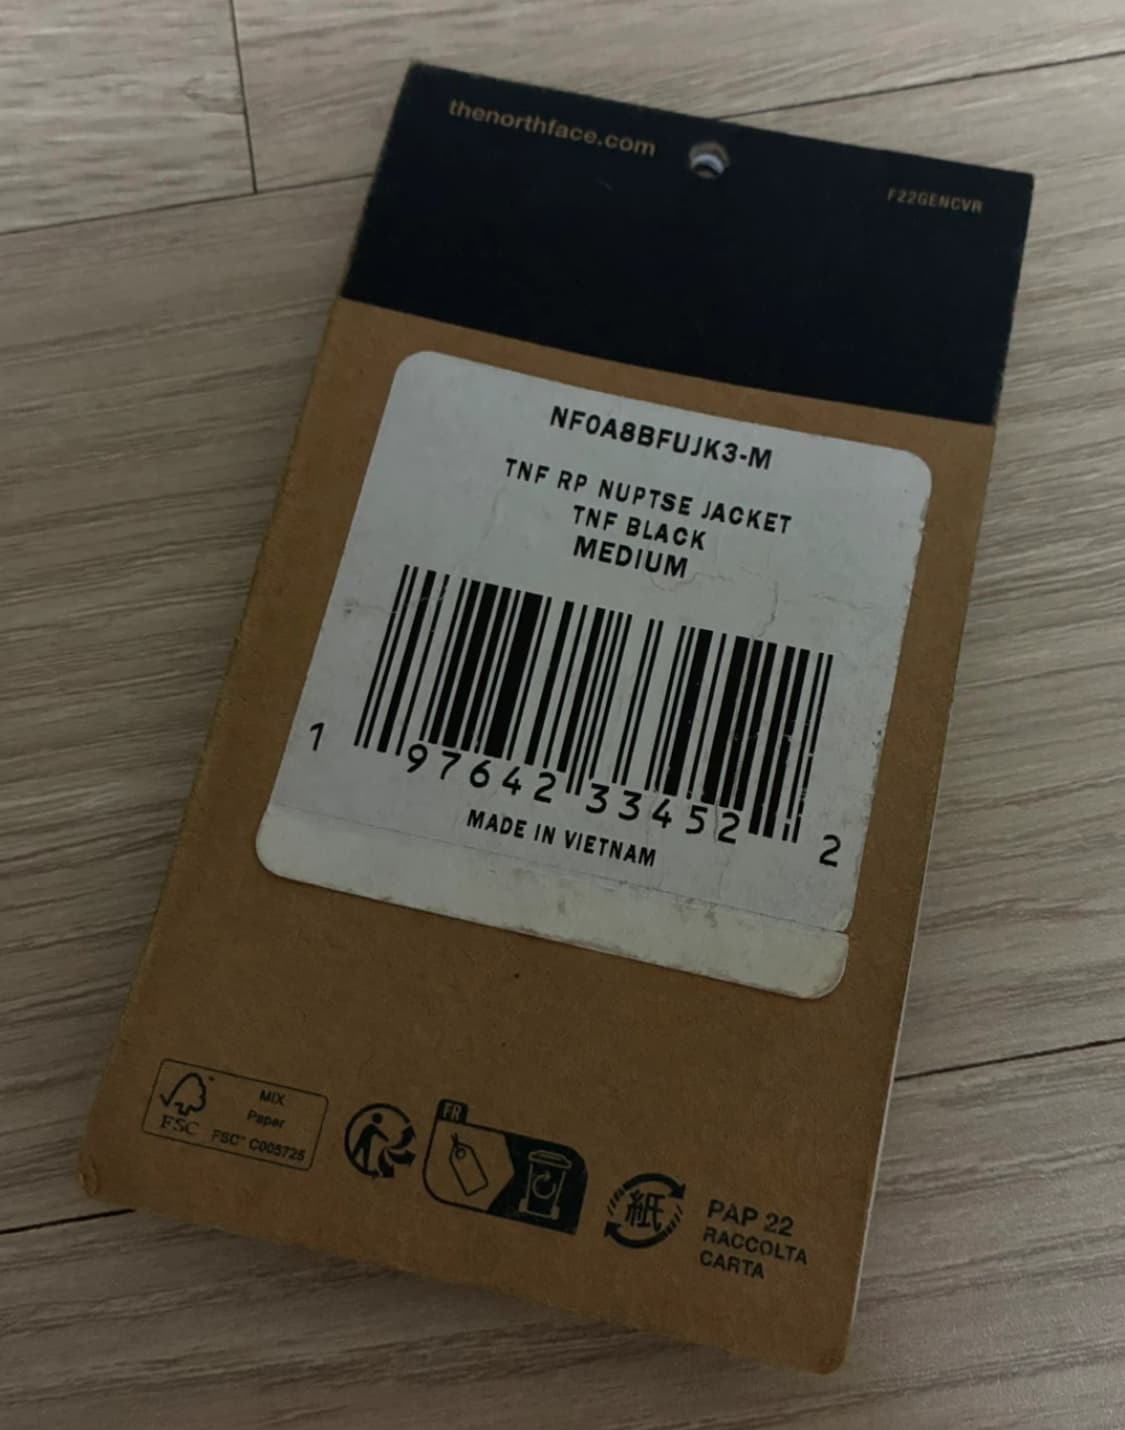 thenorthface.com
F22GENCVR
NF0A8BFUJK3-M
TNF RP NUPTSE JACKET
TNF BLACK
MEDIUM
1 97642 33452 2
MADE IN VIETNAM
FSC
MIX
Paper
FSC™ C005725
FR
紙
PAP 22
RACCOLTA
CARTA